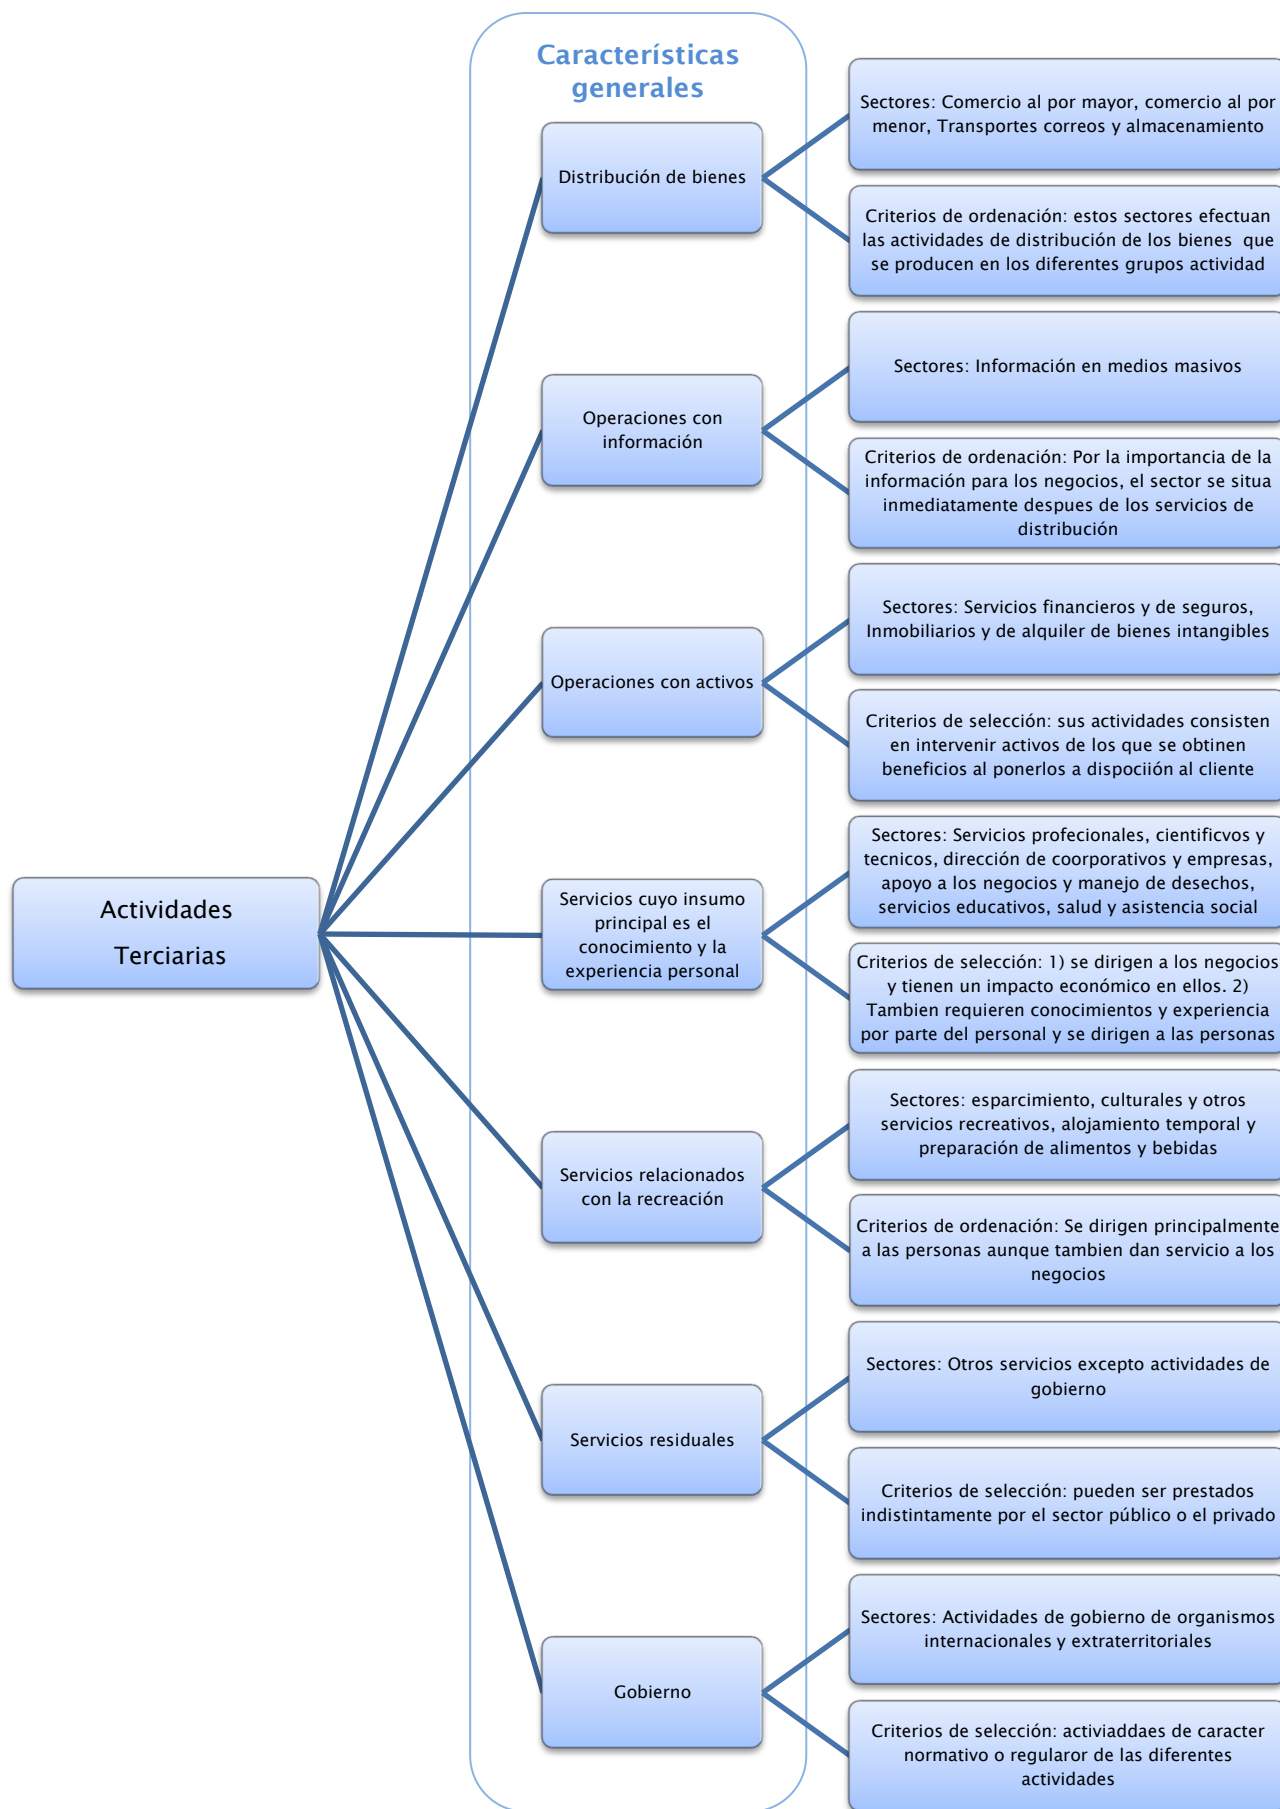 Características
generales
Actividades
Terciarias
Distribución de bienes
Sectores: Comercio al por mayor, comercio al por
menor, Transportes correos y almacenamiento
Criterios de ordenación: estos sectores efectuan
las actividades de distribución de los bienes  que
se producen en los diferentes grupos actividad
Operaciones con
información
Sectores: Información en medios masivos
Criterios de ordenación: Por la importancia de la
información para los negocios, el sector se situa
inmediatamente despues de los servicios de
distribución
Operaciones con activos
Sectores: Servicios financieros y de seguros,
Inmobiliarios y de alquiler de bienes intangibles
Criterios de selección: sus actividades consisten
en intervenir activos de los que se obtinen
beneficios al ponerlos a dispociión al cliente
Servicios cuyo insumo
principal es el
conocimiento y la
experiencia personal
Sectores: Servicios profecionales, cientificvos y
tecnicos, dirección de coorporativos y empresas,
apoyo a los negocios y manejo de desechos,
servicios educativos, salud y asistencia social
Criterios de selección: 1) se dirigen a los negocios
y tienen un impacto económico en ellos. 2)
Tambien requieren conocimientos y experiencia
por parte del personal y se dirigen a las personas
Servicios relacionados
con la recreación
Sectores: esparcimiento, culturales y otros
servicios recreativos, alojamiento temporal y
preparación de alimentos y bebidas
Criterios de ordenación: Se dirigen principalmente
a las personas aunque tambien dan servicio a los
negocios
Servicios residuales
Sectores: Otros servicios excepto actividades de
gobierno
Criterios de selección: pueden ser prestados
indistintamente por el sector público o el privado
Gobierno
Sectores: Actividades de gobierno de organismos
internacionales y extraterritoriales
Criterios de selección: activiaddaes de caracter
normativo o regularor de las diferentes
actividades